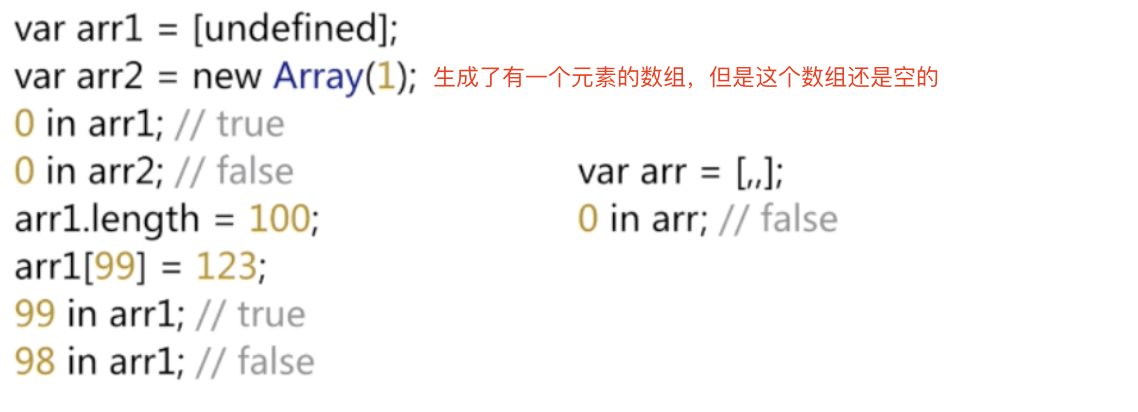 var arr1 = [undefined];
var arr2 = new Array(1); 生成了有一个元素的数组，但是这个数组还是空的
0 in arr1; // true
0 in arr2; // false
arr1.length = 100;
arr1[99] = 123;
99 in arr1; // true
98 in arr1; // false
var arr = [,,];
0 in arr; // false